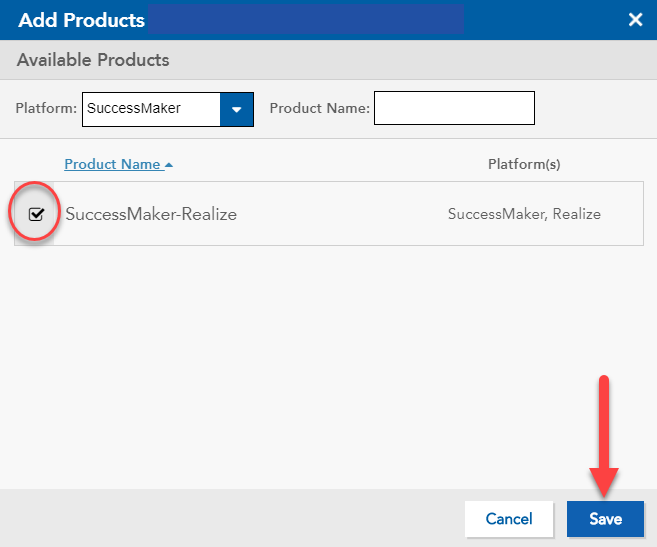 Add Products
Available Products
Platform: SuccessMaker Product Name:
Product Name Platform(s)
SuccessMaker-Realize SuccessMaker, Realize
Cancel Save